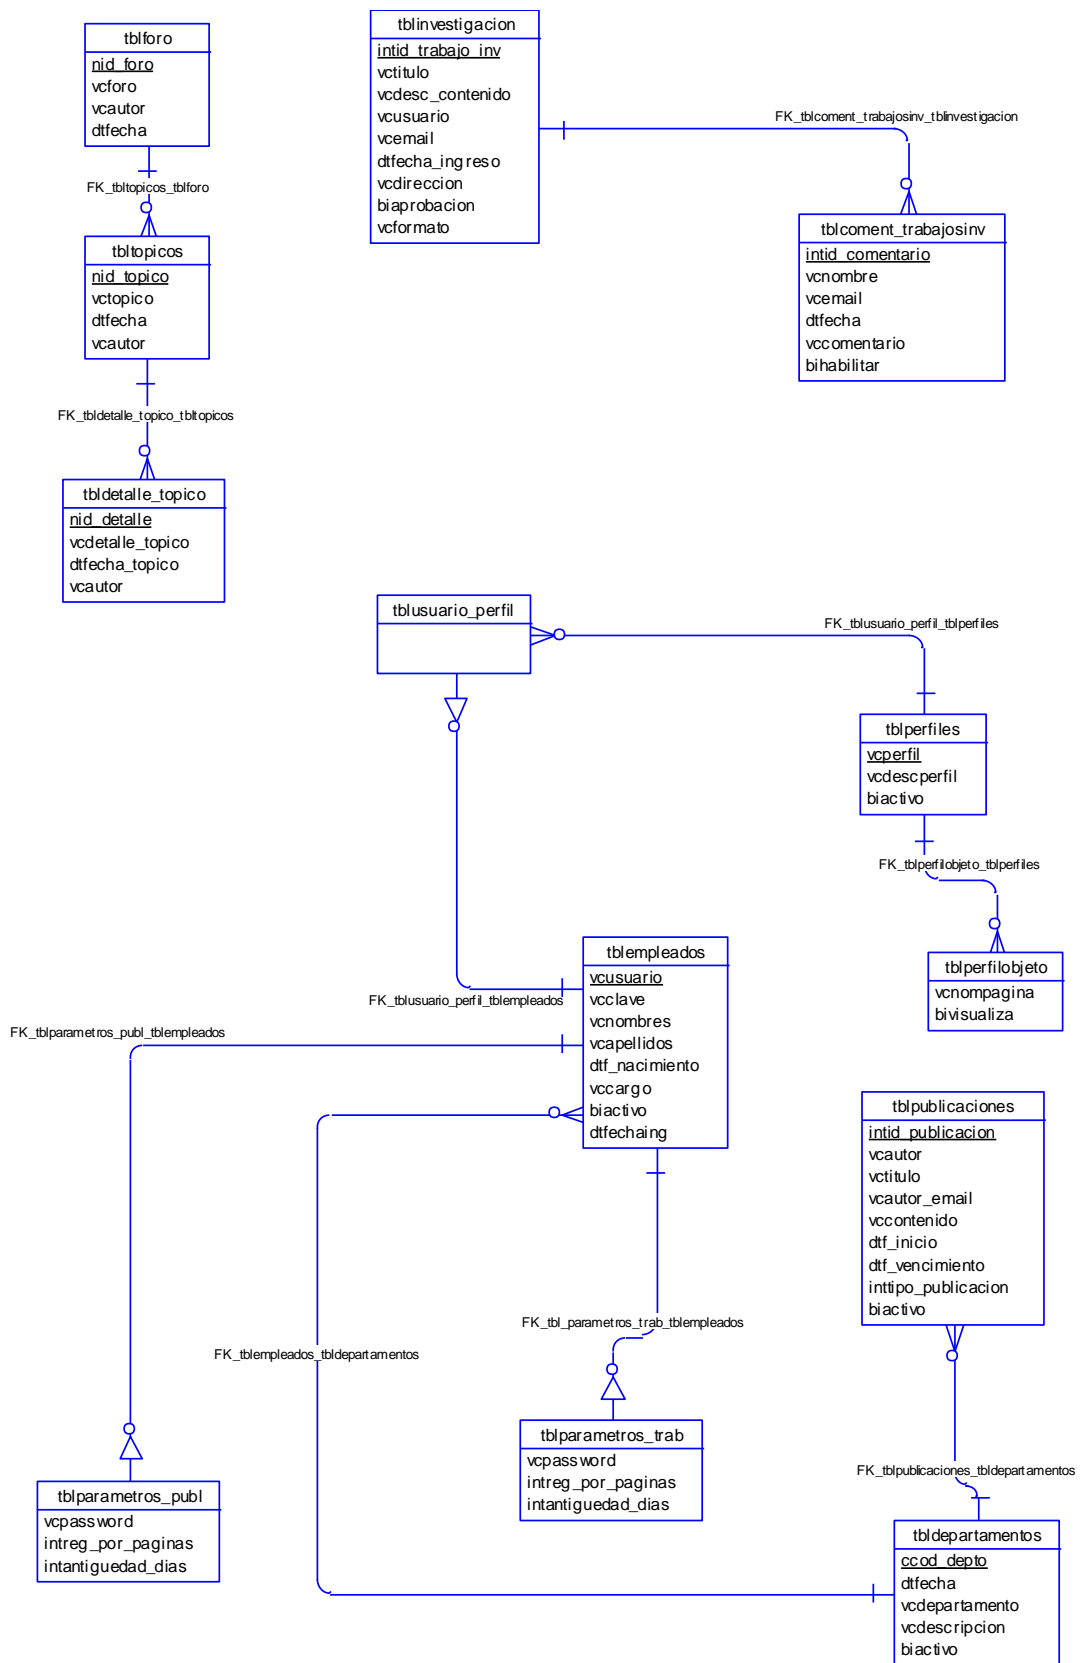 tblforo
nid_foro
vcforo
vcautor
dtfecha
FK_tbltopicos_tblforo
tbltopicos
nid_topico
vctopico
dtfecha
vcautor
FK_tbldetalle_topico_tbltopicos
tbldetalle_topico
nid_detalle
vcdetalle_topico
dtfecha_topico
vcautor
tblinvestigacion
intid_trabajo_inv
vctitulo
vcdesc_contenido
vcusuario
vcemail
dtfecha_ingreso
vcdireccion
biaprobacion
vcformato
FK_tblcoment_trabajosinv_tblinvestigacion
tblcoment_trabajosinv
intid_comentario
vcnombre
vcemail
dtfecha
vccomentario
bihabilitar
tblusuario_perfil
FK_tblusuario_perfil_tblperfiles
tblperfiles
vcperfil
vcdescperfil
biactivo
FK_tblperfilobjeto_tblperfiles
tblperfilobjeto
vcnompagina
bivisualiza
tblempleados
vcusuario
vcclave
vcnombres
vcapellidos
dtf_nacimiento
vccargo
biactivo
dtfechaing
FK_tblusuario_perfil_tblempleados
FK_tblparametros_publ_tblempleados
tblpublicaciones
intid_publicacion
vcautor
vctitulo
vcautor_email
vccontenido
dtf_inicio
dtf_vencimiento
inttipo_publicacion
biactivo
FK_tbl_parametros_trab_tblempleados
FK_tblempleados_tbldepartamentos
tblparametros_trab
vcpassword
intreg_por_paginas
intantiguedad_dias
tblparametros_publ
vcpassword
intreg_por_paginas
intantiguedad_dias
FK_tblpublicaciones_tbldepartamentos
tbldepartamentos
ccod_depto
dtfecha
vcdepartamento
vcdescripcion
biactivo